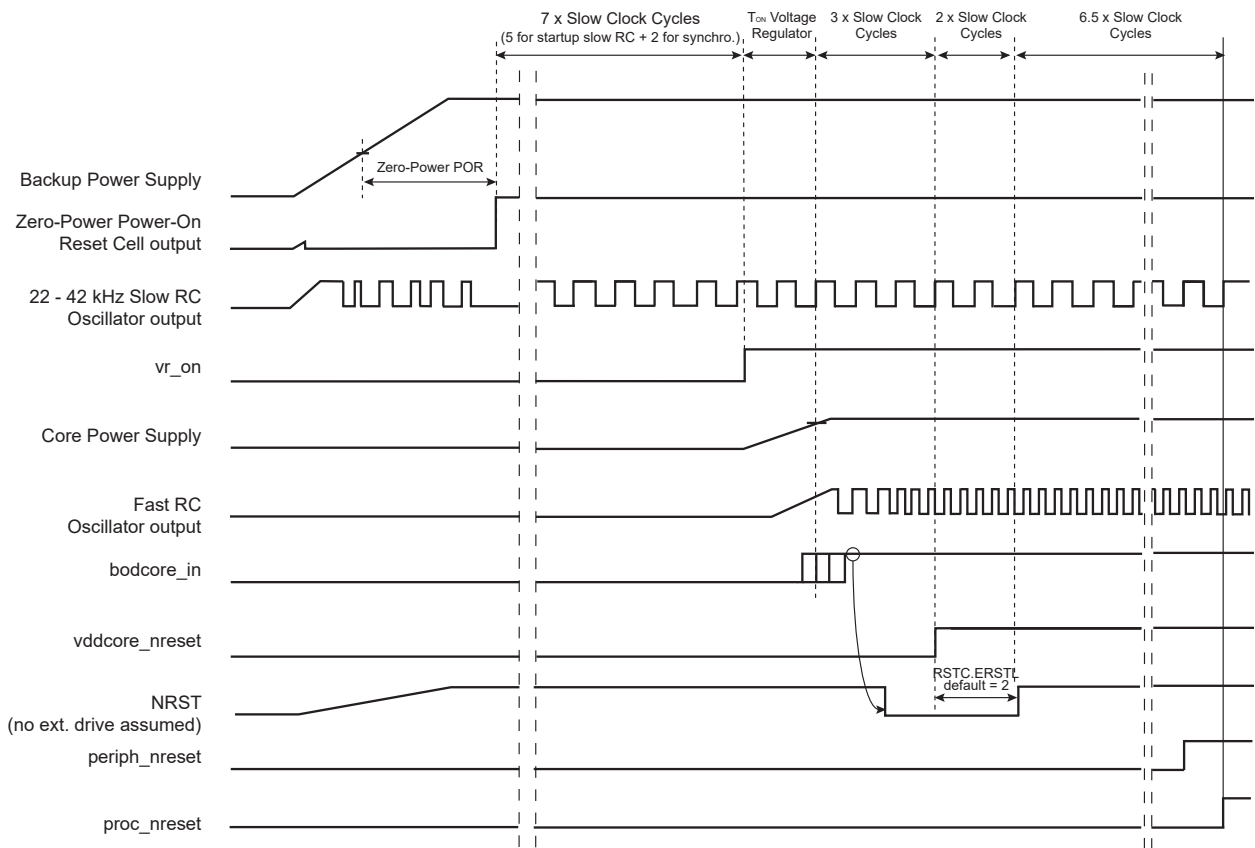 7 x Slow Clock Cycles
(5 for startup slow RC + 2 for synchro.)
TON Voltage
Regulator
3 x Slow Clock
Cycles
2 x Slow Clock
Cycles
6.5 x Slow Clock
Cycles
Zero-Power POR
Backup Power Supply
Zero-Power Power-On
Reset Cell output
22 - 42 kHz Slow RC
Oscillator output
vr_on
Core Power Supply
Fast RC
Oscillator output
bodcore_in
vddcore_nreset
RSTC.ERSTL
default = 2
NRST
(no ext. drive assumed)
periph_nreset
proc_nreset